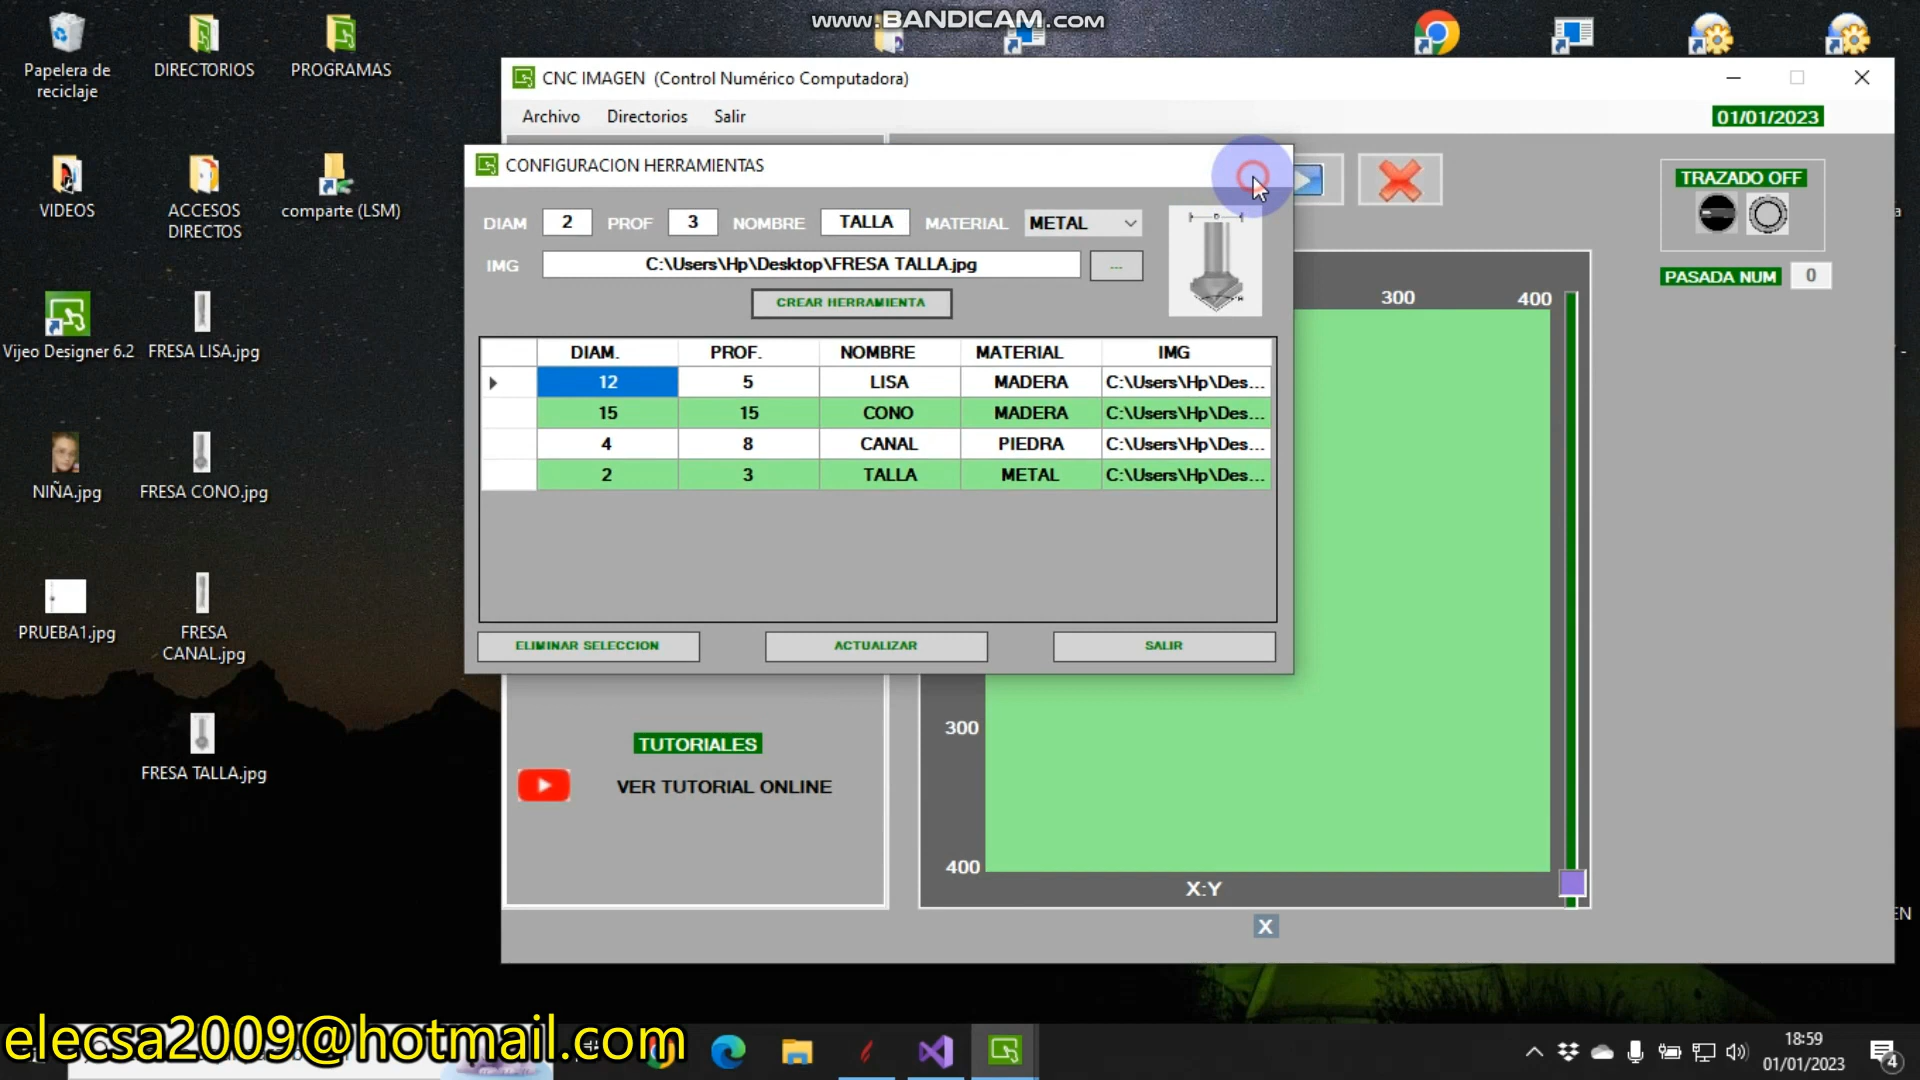 www.BANDICAM.com
Papelera de
reciclaje
DIRECTORIOS
PROGRAMAS
VIDEOS
ACCESOS
DIRECTOS
comparte (LSM)
Vijeo Designer 6.2
FRESA LISA.jpg
NIÑA.jpg
FRESA CONO.jpg
PRUEBA1.jpg
FRESA
CANAL.jpg
FRESA TALLA.jpg
CNC IMAGEN (Control Numérico Computadora)
Archivo Directorios Salir
01/01/2023
CONFIGURACION HERRAMIENTAS
DIAM 2 PROF 3 NOMBRE TALLA MATERIAL METAL
IMG C:\Users\Hp\Desktop\FRESA TALLA.jpg ...
CREAR HERRAMIENTA
DIAM. PROF. NOMBRE MATERIAL IMG
12 5 LISA MADERA C:\Users\Hp\Des...
15 15 CONO MADERA C:\Users\Hp\Des...
4 8 CANAL PIEDRA C:\Users\Hp\Des...
2 3 TALLA METAL C:\Users\Hp\Des...
ELIMINAR SELECCION ACTUALIZAR SALIR
TRAZADO OFF
PASADA NUM 0
300 400
300
400
X:Y
X
TUTORIALES
VER TUTORIAL ONLINE
elecsa2009@hotmail.com
18:59
01/01/2023
4